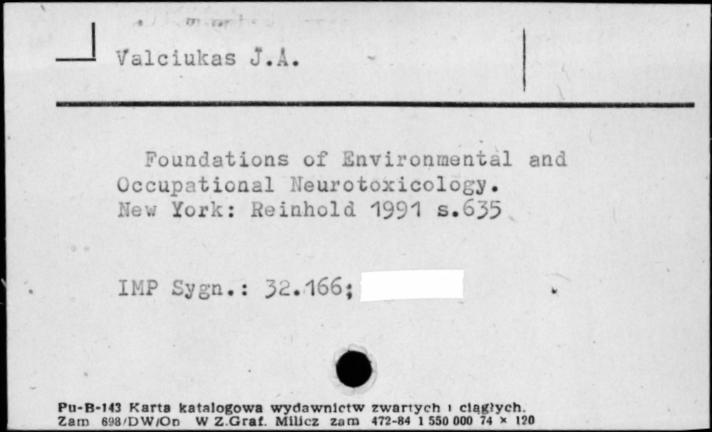 Valciukas J.A.
Foundations of Environmental and
Occupational Neurotoxicology.
New York: Reinhold 1991 s.635
IMP Sygn.: 32.166;
Pu-B-143 Karta katalogowa wydawnictw zwartych i ciągłych.
Zam 698/DW/Op W Z.Graf. Milicz zam 472-84 1 550 000 74 × 120